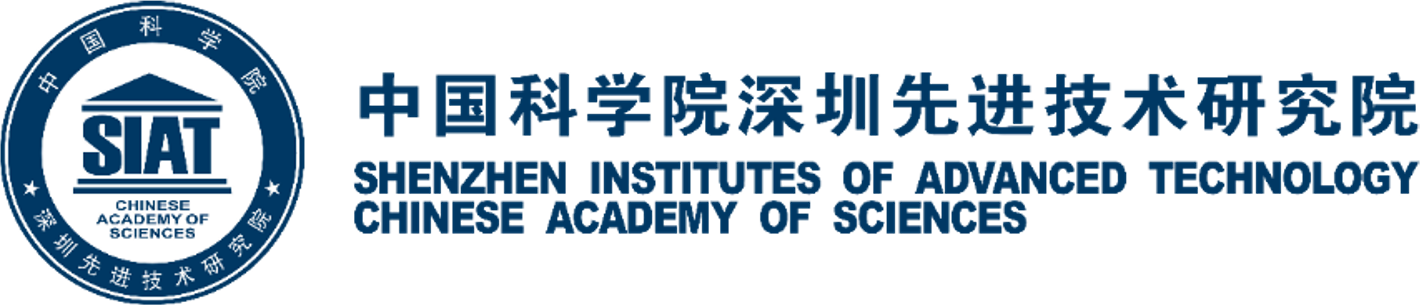 中国科学院
SIAT
CHINESE
ACADEMY OF
SCIENCES
深圳先进技术研究院
中国科学院深圳先进技术研究院
SHENZHEN INSTITUTES OF ADVANCED TECHNOLOGY
CHINESE ACADEMY OF SCIENCES